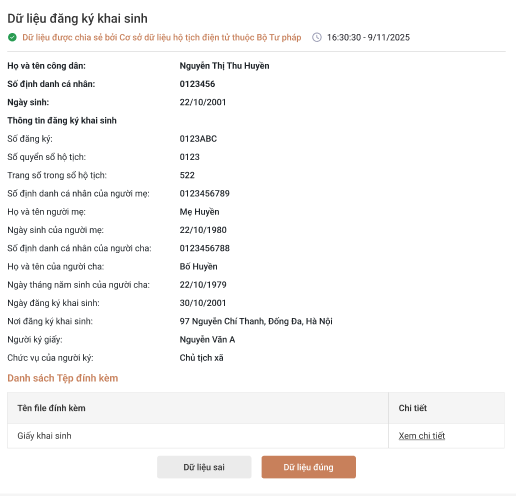 Dữ liệu đăng ký khai sinh
Dữ liệu được chia sẻ bởi Cơ sở dữ liệu hộ tịch điện tử thuộc Bộ Tư pháp 16:30:30 - 9/11/2025
Họ và tên công dân: Nguyễn Thị Thu Huyền
Số định danh cá nhân: 0123456
Ngày sinh: 22/10/2001
Thông tin đăng ký khai sinh
Số đăng ký: 0123ABC
Số quyển sổ hộ tịch: 0123
Trang số trong sổ hộ tịch: 522
Số định danh cá nhân của người mẹ: 0123456789
Họ và tên người mẹ: Mẹ Huyền
Ngày sinh của người mẹ: 22/10/1980
Số định danh cá nhân của người cha: 0123456788
Họ và tên của người cha: Bố Huyền
Ngày tháng năm sinh của người cha: 22/10/1979
Ngày đăng ký khai sinh: 30/10/2001
Nơi đăng ký khai sinh: 97 Nguyễn Chí Thanh, Đống Đa, Hà Nội
Người ký giấy: Nguyễn Văn A
Chức vụ của người ký: Chủ tịch xã
Danh sách Tệp đính kèm
Tên file đính kèm Chi tiết
Giấy khai sinh Xem chi tiết
Dữ liệu sai Dữ liệu đúng